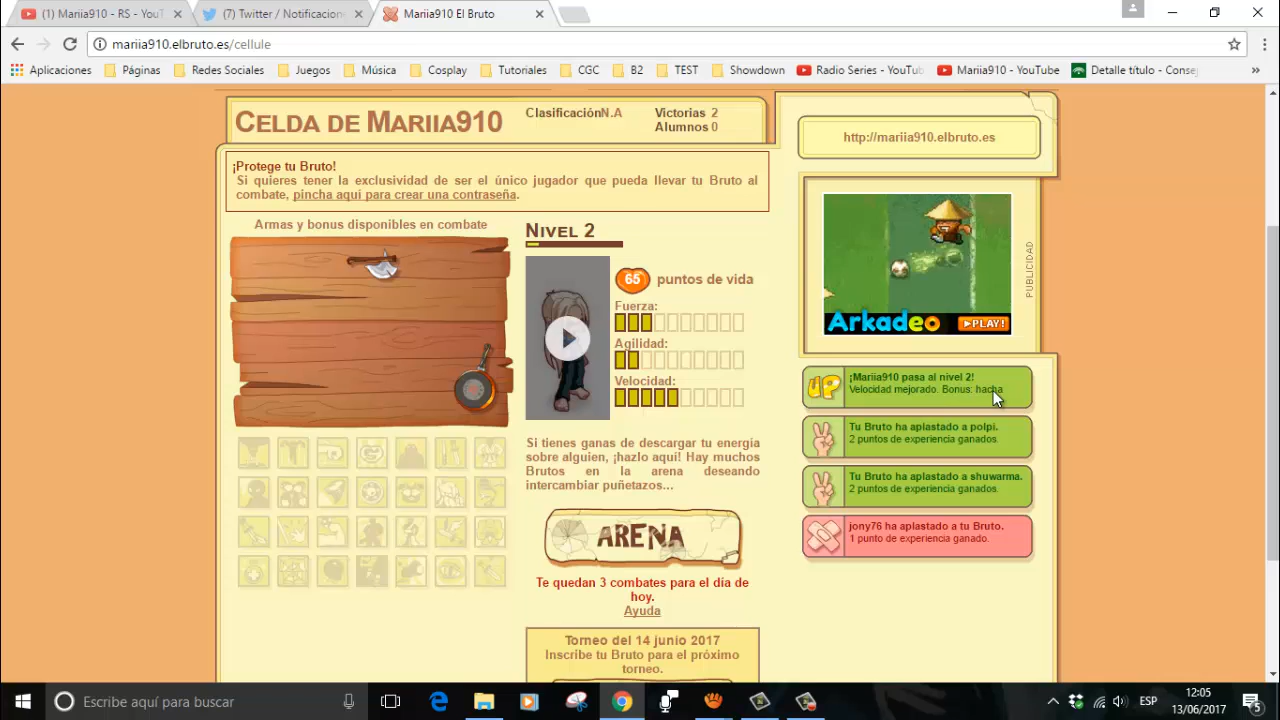 (1) Mariia910 - RS - YouT
(7) Twitter / Notificacion
Mariia910 El Bruto
mariia910.elbruto.es/cellule
Aplicaciones
Páginas
Redes Sociales
Juegos
Música
Cosplay
Tutoriales
CGC
B2
TEST
Showdown
Radio Series - YouTu
Mariia910 - YouTube
Detalle título - Conse
»
CELDA DE MARIIA910
ClasificaciónN.A
Victorias 2
Alumnos 0
¡Protege tu Bruto!
Si quieres tener la exclusividad de ser el único jugador que pueda llevar tu Bruto al
combate, pincha aquí para crear una contraseña.
Armas y bonus disponibles en combate
NIVEL 2
65 puntos de vida
Fuerza:
Agilidad:
Velocidad:
Si tienes ganas de descargar tu energía
sobre alguien, ¡hazlo aquí! Hay muchos
Brutos en la arena deseando
intercambiar puñetazos...
ARENA
Te quedan 3 combates para el día de
hoy.
Ayuda
Torneo del 14 junio 2017
Inscribe tu Bruto para el próximo
torneo.
http://mariia910.elbruto.es
PUBLICIDAD
Arkadeo
PLAY!
UP
¡Mariia910 pasa al nivel 2!
Velocidad mejorado. Bonus: hacha
Tu Bruto ha aplastado a polpi.
2 puntos de experiencia ganados.
Tu Bruto ha aplastado a shuwarma.
2 puntos de experiencia ganados.
jony76 ha aplastado a tu Bruto.
1 punto de experiencia ganado.
Escribe aquí para buscar
ESP
12:05
13/06/2017
5